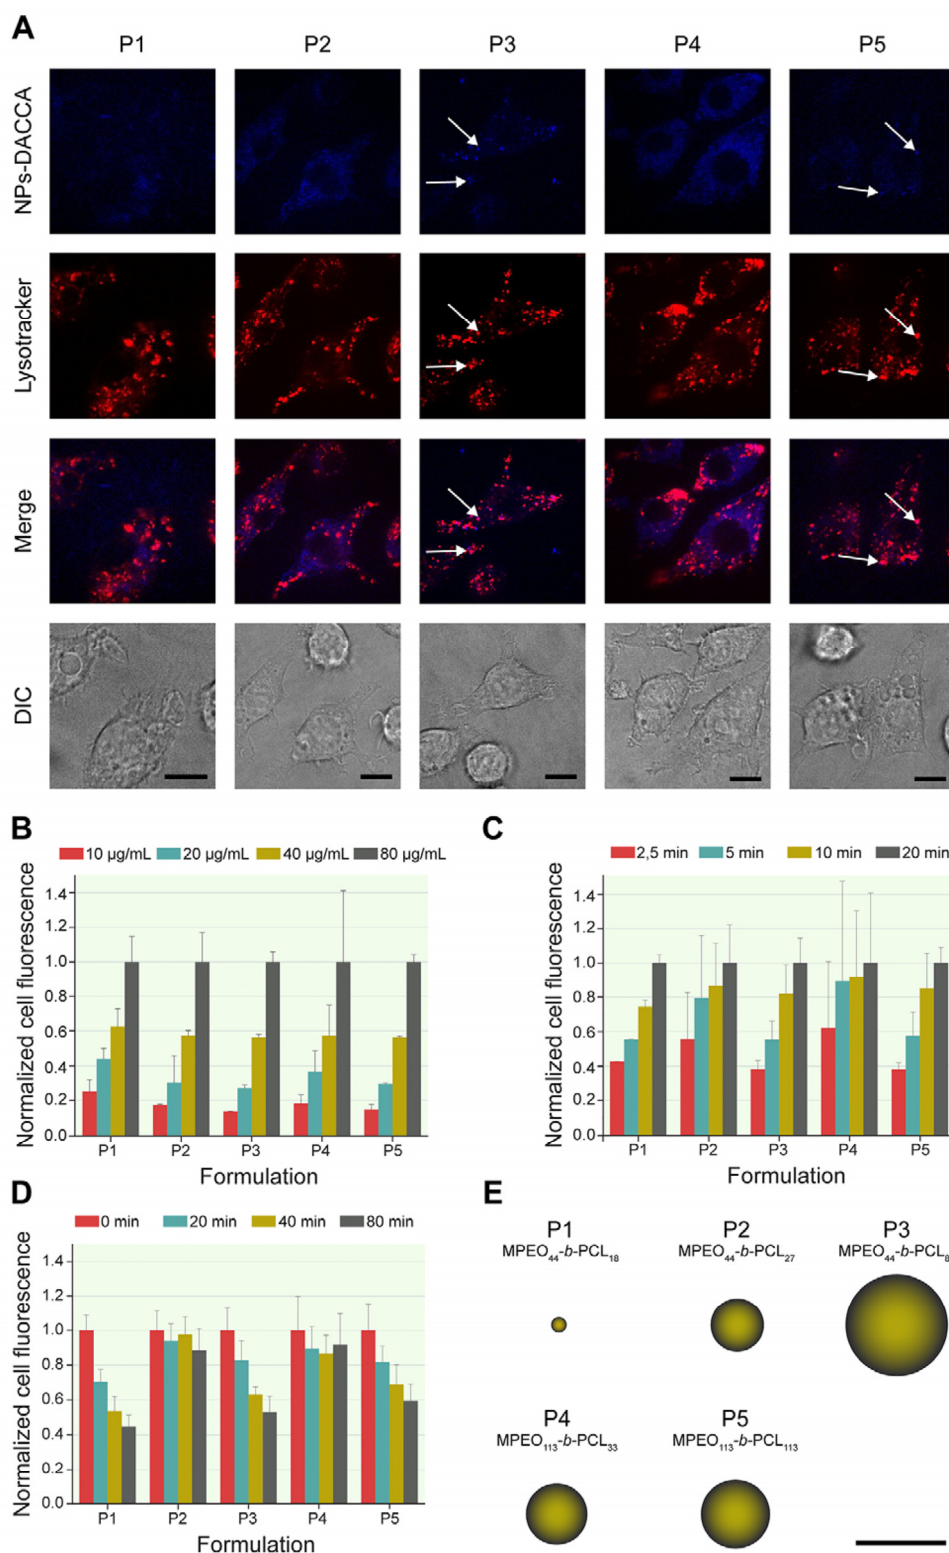 A
P1 P2 P3 P4 P5
NPs-DACCA
Lysotracker
Merge
DIC
B
10 µg/mL 20 µg/mL 40 µg/mL 80 µg/mL
Normalized cell fluorescence
1.4
1.2
1.0
0.8
0.6
0.4
0.2
0.0
P1 P2 P3 P4 P5
Formulation
C
2,5 min 5 min 10 min 20 min
Normalized cell fluorescence
1.4
1.2
1.0
0.8
0.6
0.4
0.2
0.0
P1 P2 P3 P4 P5
Formulation
D
0 min 20 min 40 min 80 min
Normalized cell fluorescence
1.4
1.2
1.0
0.8
0.6
0.4
0.2
0.0
P1 P2 P3 P4 P5
Formulation
E
P1 P2 P3
MPEO44-b-PCL18 MPEO44-b-PCL27 MPEO44-b-PCL8
P4 P5
MPEO113-b-PCL33 MPEO113-b-PCL113